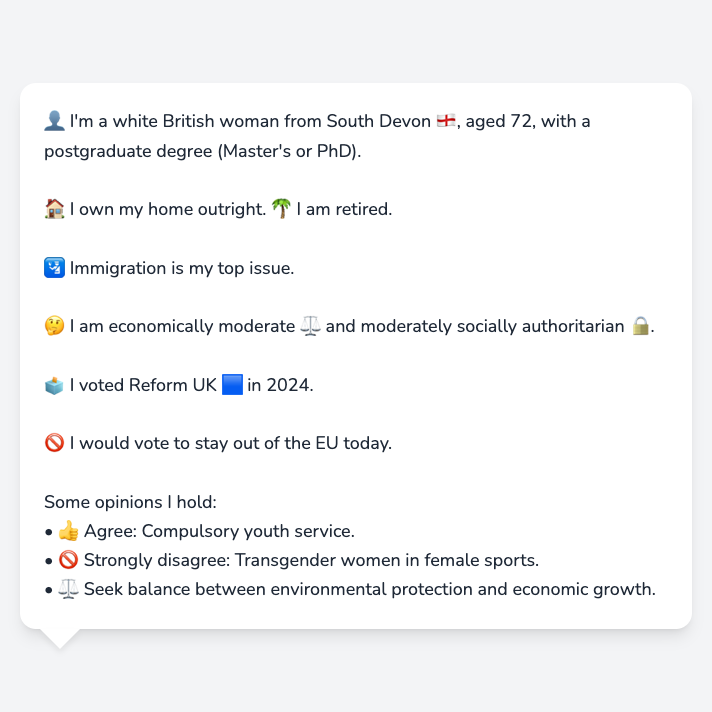 👤 I'm a white British woman from South Devon 🏴󠁧󠁢󠁥󠁮󠁧󠁿, aged 72, with a
postgraduate degree (Master's or PhD).
🏠 I own my home outright. 🌴 I am retired.
🛂 Immigration is my top issue.
🤔 I am economically moderate ⚖️ and moderately socially authoritarian 🔒.
🗳️ I voted Reform UK 🟦 in 2024.
🚫 I would vote to stay out of the EU today.
Some opinions I hold:
• 👍 Agree: Compulsory youth service.
• 🚫 Strongly disagree: Transgender women in female sports.
• ⚖️ Seek balance between environmental protection and economic growth.